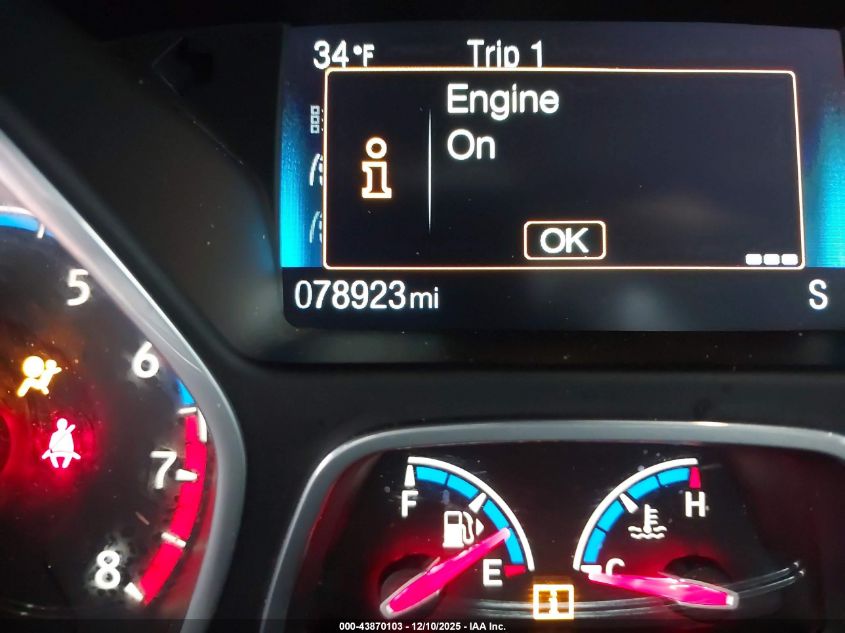 34°F Trip 1
Engine
On
i
OK
078923mi S
5
6
7
8
F
E
H
C
i
000-43870103 - 12/10/2025 - IAA Inc.